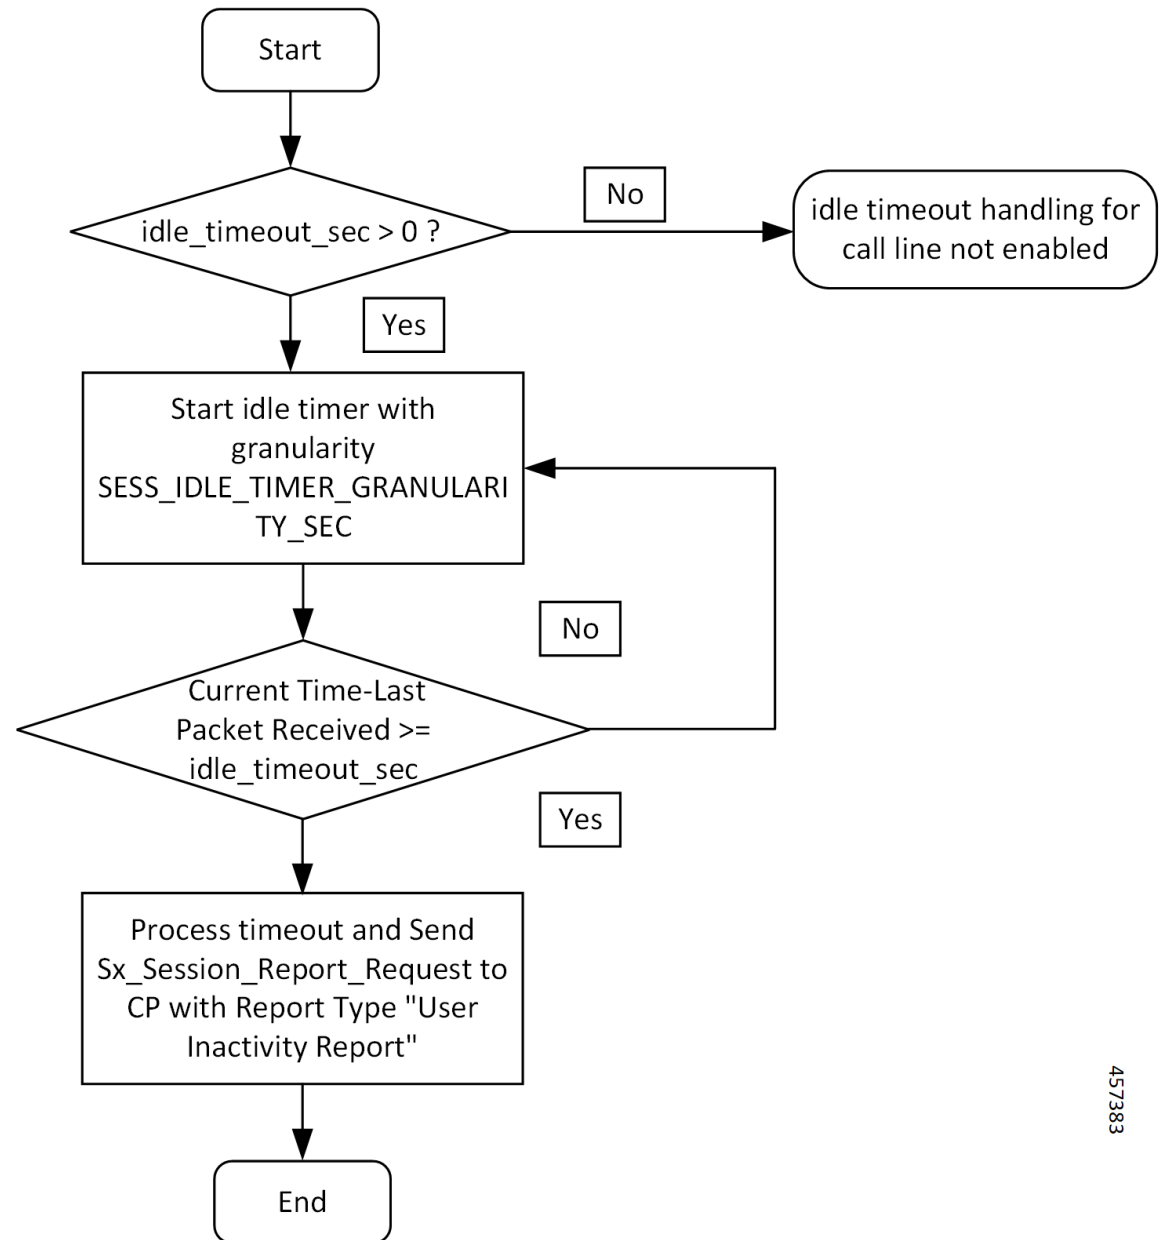 Start
idle_timeout_sec > 0 ?
No
idle timeout handling for
call line not enabled
Yes
Start idle timer with
granularity
SESS_IDLE_TIMER_GRANULARI
TY_SEC
No
Current Time-Last
Packet Received >=
idle_timeout_sec
Yes
Process timeout and Send
Sx_Session_Report_Request to
CP with Report Type "User
Inactivity Report"
457383
End